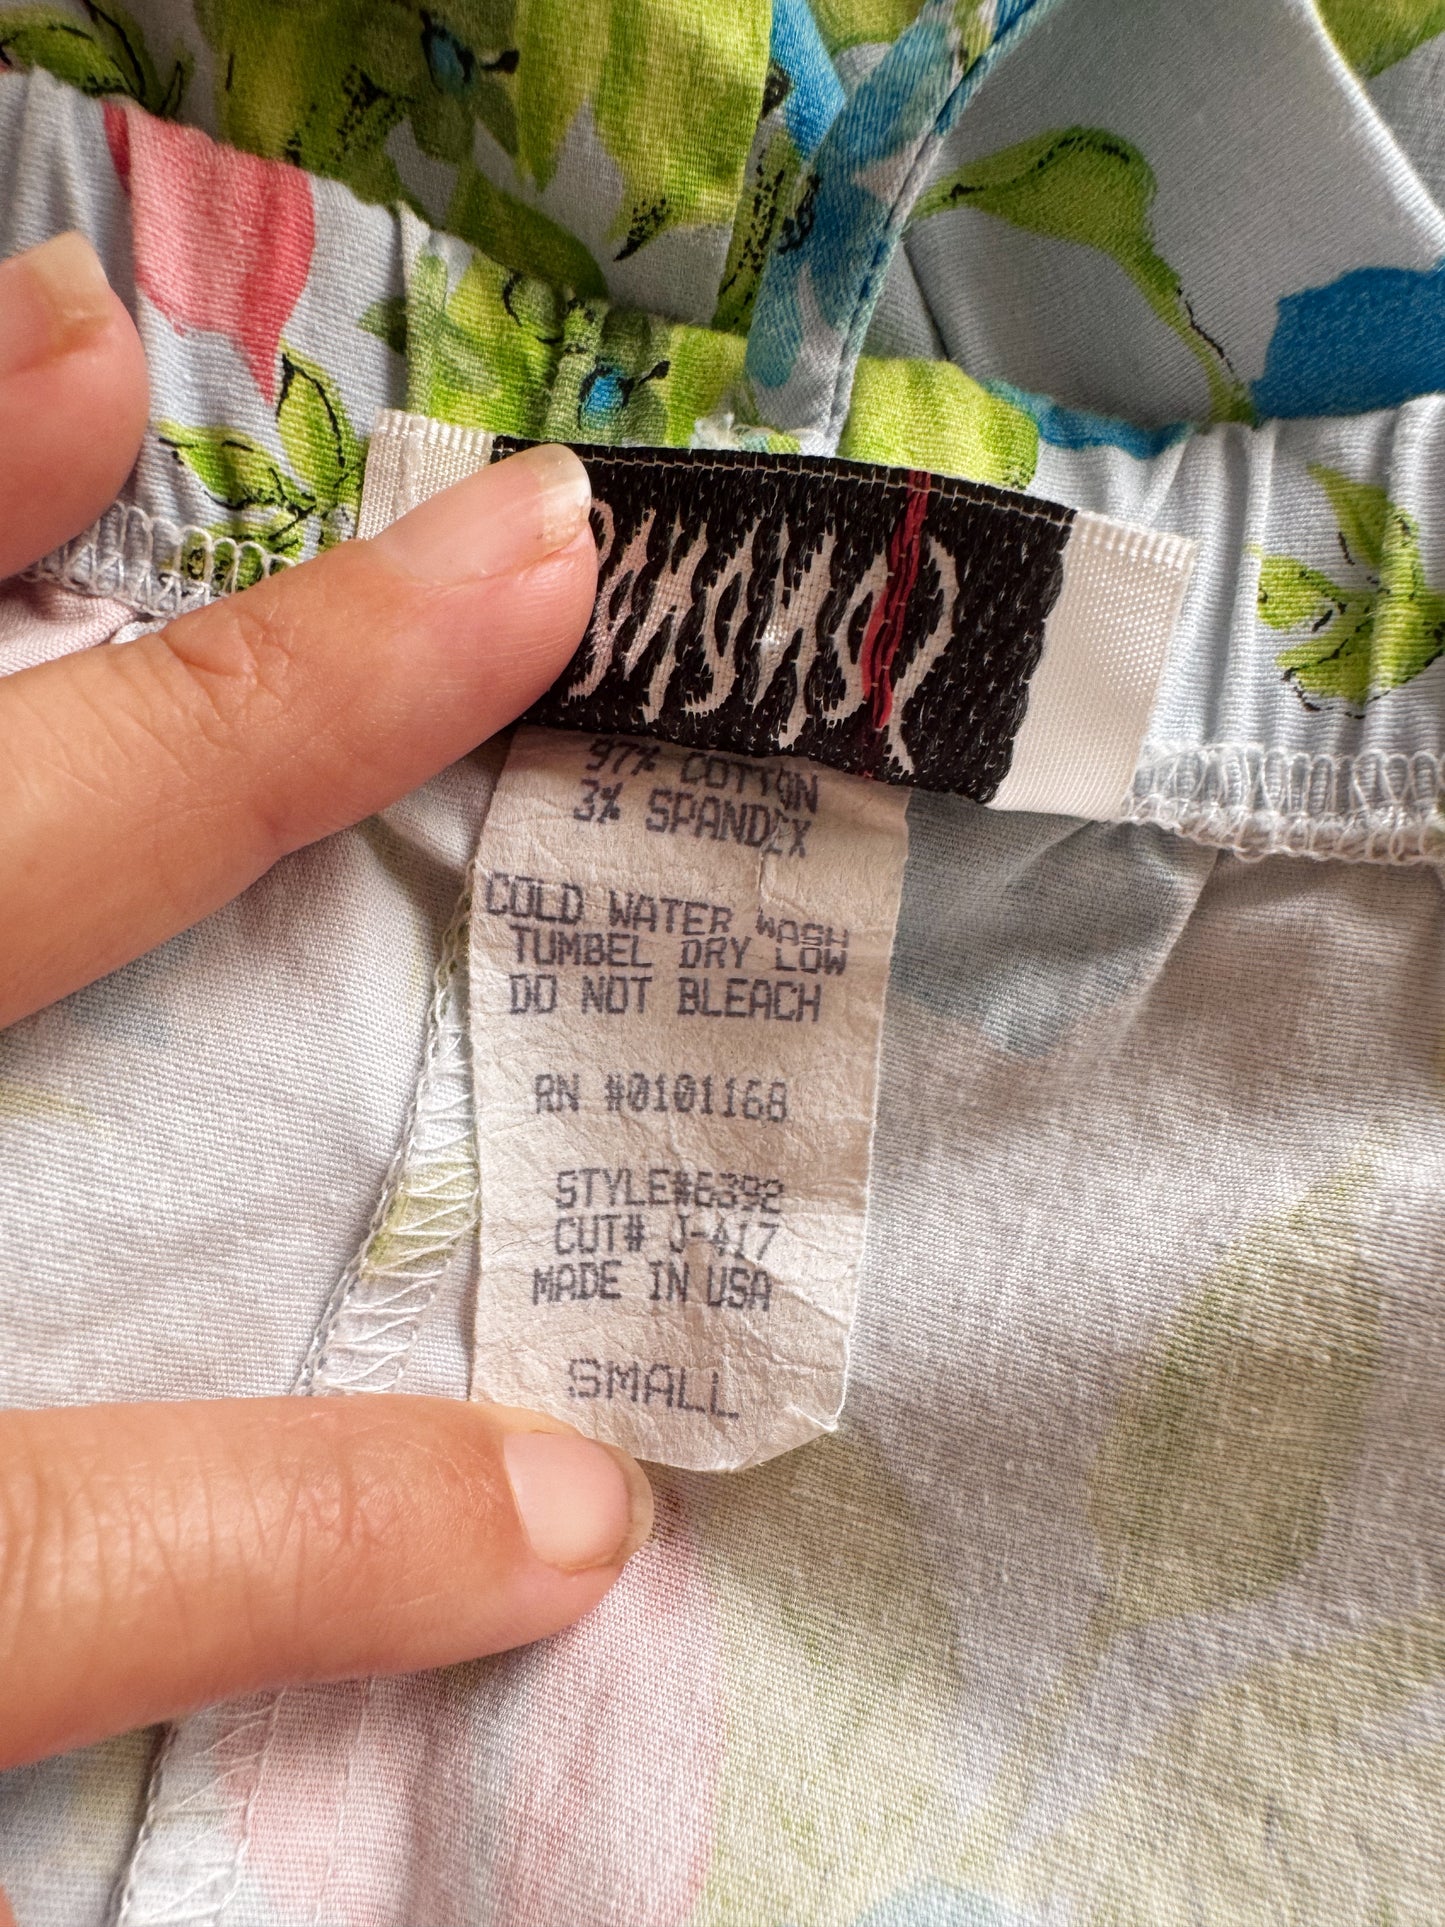 97% COTTON
3% SPANDEX
COLD WATER WASH
TUMBEL DRY LOW
DO NOT BLEACH
RN #0101168
STYLE#6392
CUT# J-417
MADE IN USA
SMALL